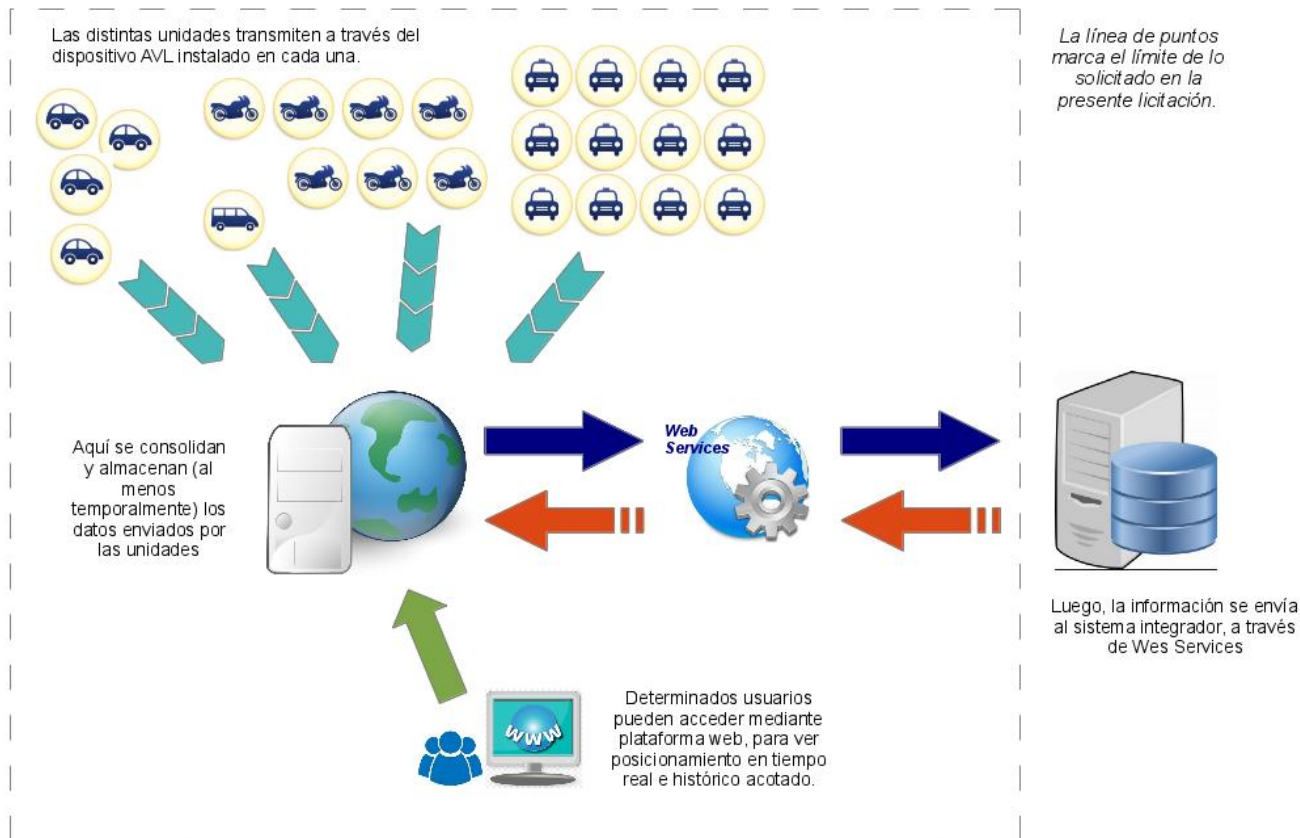 Las distintas unidades transmiten a través del
dispositivo AVL instalado en cada una.
La línea de puntos
marca el límite de lo
solicitado en la
presente licitación.
Aquí se consolidan
y almacenan (al
menos
temporalmente) los
datos enviados por
las unidades
Web
Services
Luego, la información se envía
al sistema integrador, a través
de Wes Services
Determinados usuarios
pueden acceder mediante
plataforma web, para ver
posicionamiento en tiempo
real e histórico acotado.
WWW